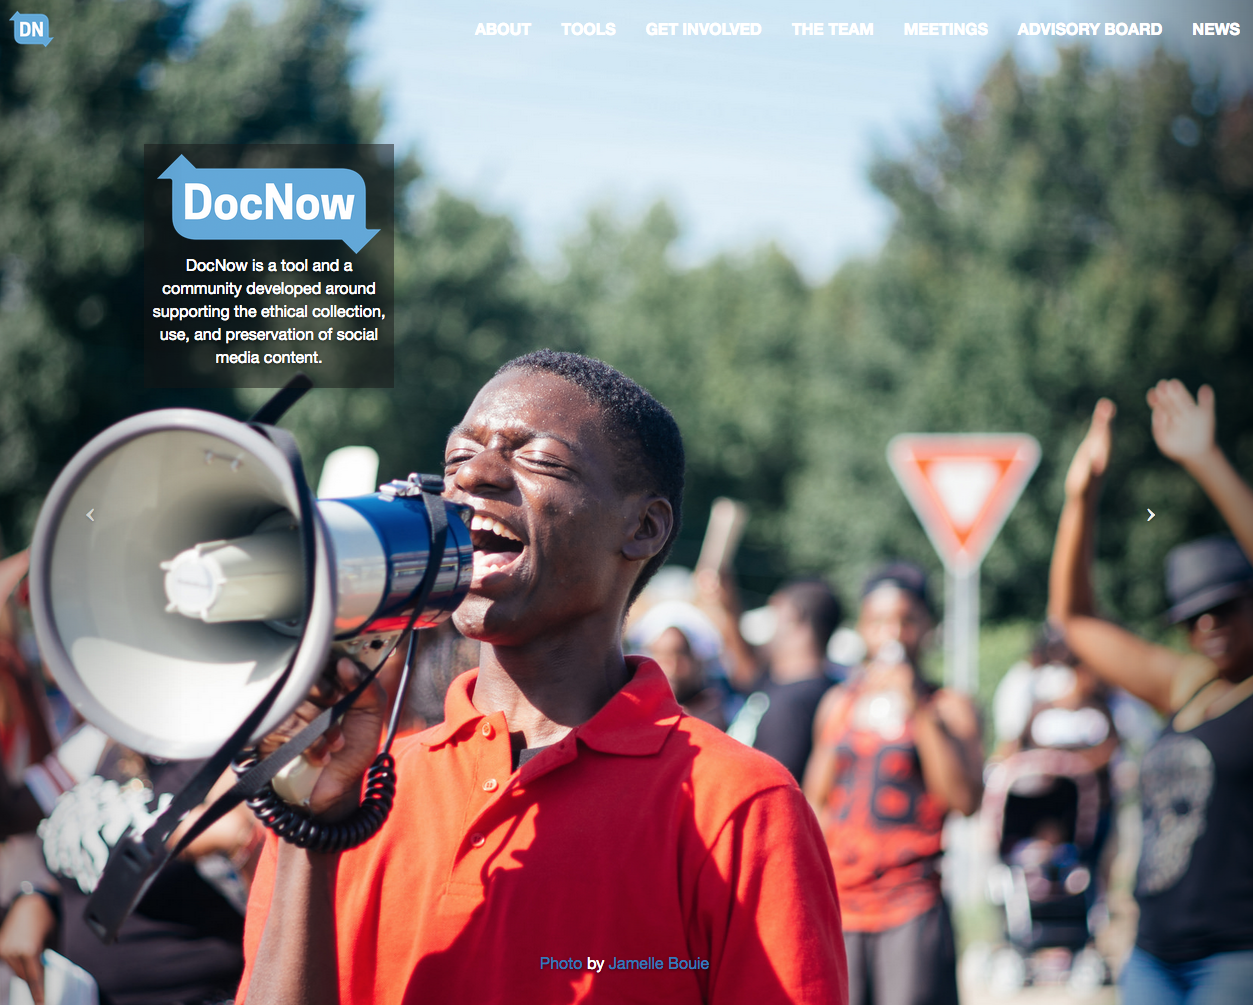 DN
ABOUT TOOLS GET INVOLVED THE TEAM MEETINGS ADVISORY BOARD NEWS
DocNow
DocNow is a tool and a
community developed around
supporting the ethical collection,
use, and preservation of social
media content.
Photo by Jamelle Bouie